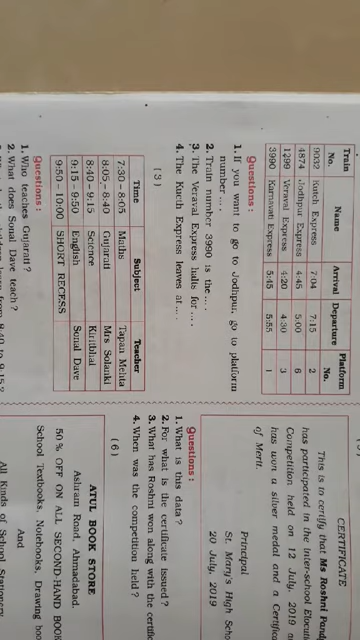 Train No. Name Arrival Departure Platform No.
9032 Kutch Express 7:04 7:15 2
4874 Jodhpur Express 4:45 5:00 6
1299 Veraval Express 4:20 4:30 3
3990 Karnavati Express 5:45 5:55 1
Questions :
1. If you want to go to Jodhpur, go to platform
number ....
2. Train number 3990 is the ....
3. The Veraval Express halts for ....
4. The Kutch Express leaves at ....
(3)
Time Subject Teacher
7:30 – 8:05 Maths Tapan Mehta
8:05 – 8:40 Gujarati Mrs Solanki
8:40 – 9:15 Science Kiritbhai
9:15 – 9:50 English Sonal Dave
9:50 – 10:00 SHORT RECESS
Questions :
1. Who teaches Gujarati ?
2. What does Sonal Dave teach ?
from 8:40 to 9:15 ?
CERTIFICATE
This is to certify that Ms Roshni
has participated in the Inter-school
Competition held on 12 July, 2019
has won a silver medal and a
of Merit.
Principal
St. Mary's High
20 July, 2019
Questions :
1. What is this data ?
2. For what is the certificate issued ?
3. What has Roshni won along with the
4. When was the competition held ?
(6)
ATUL BOOK STORE
Ashram Road, Ahmadabad.
50 % OFF ON ALL SECOND-HAND
School Textbooks, Notebooks, Drawing
And
All Kinds of School